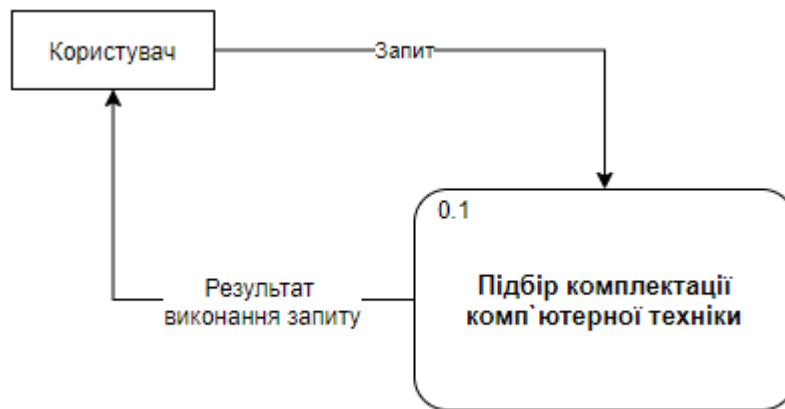 Користувач
Запит
0.1
Підбір комплектації
комп`ютерної техніки
Результат
виконання запиту